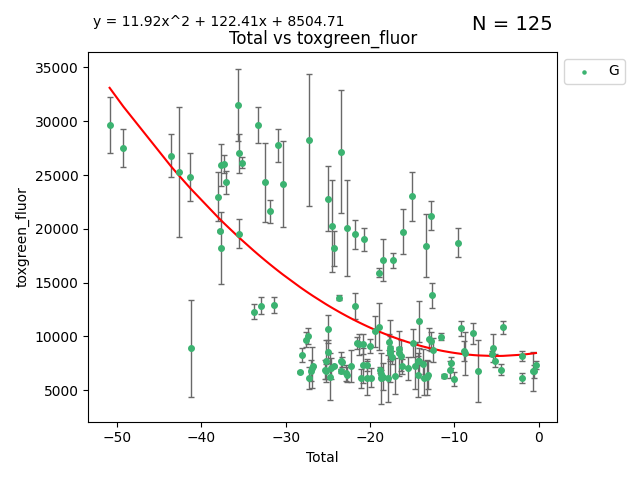 y = 11.92x^2 + 122.41x + 8504.71
N = 125
Total vs toxgreen_fluor
G
35000
30000
25000
20000
15000
10000
5000
toxgreen_fluor
−50 −40 −30 −20 −10 0
Total